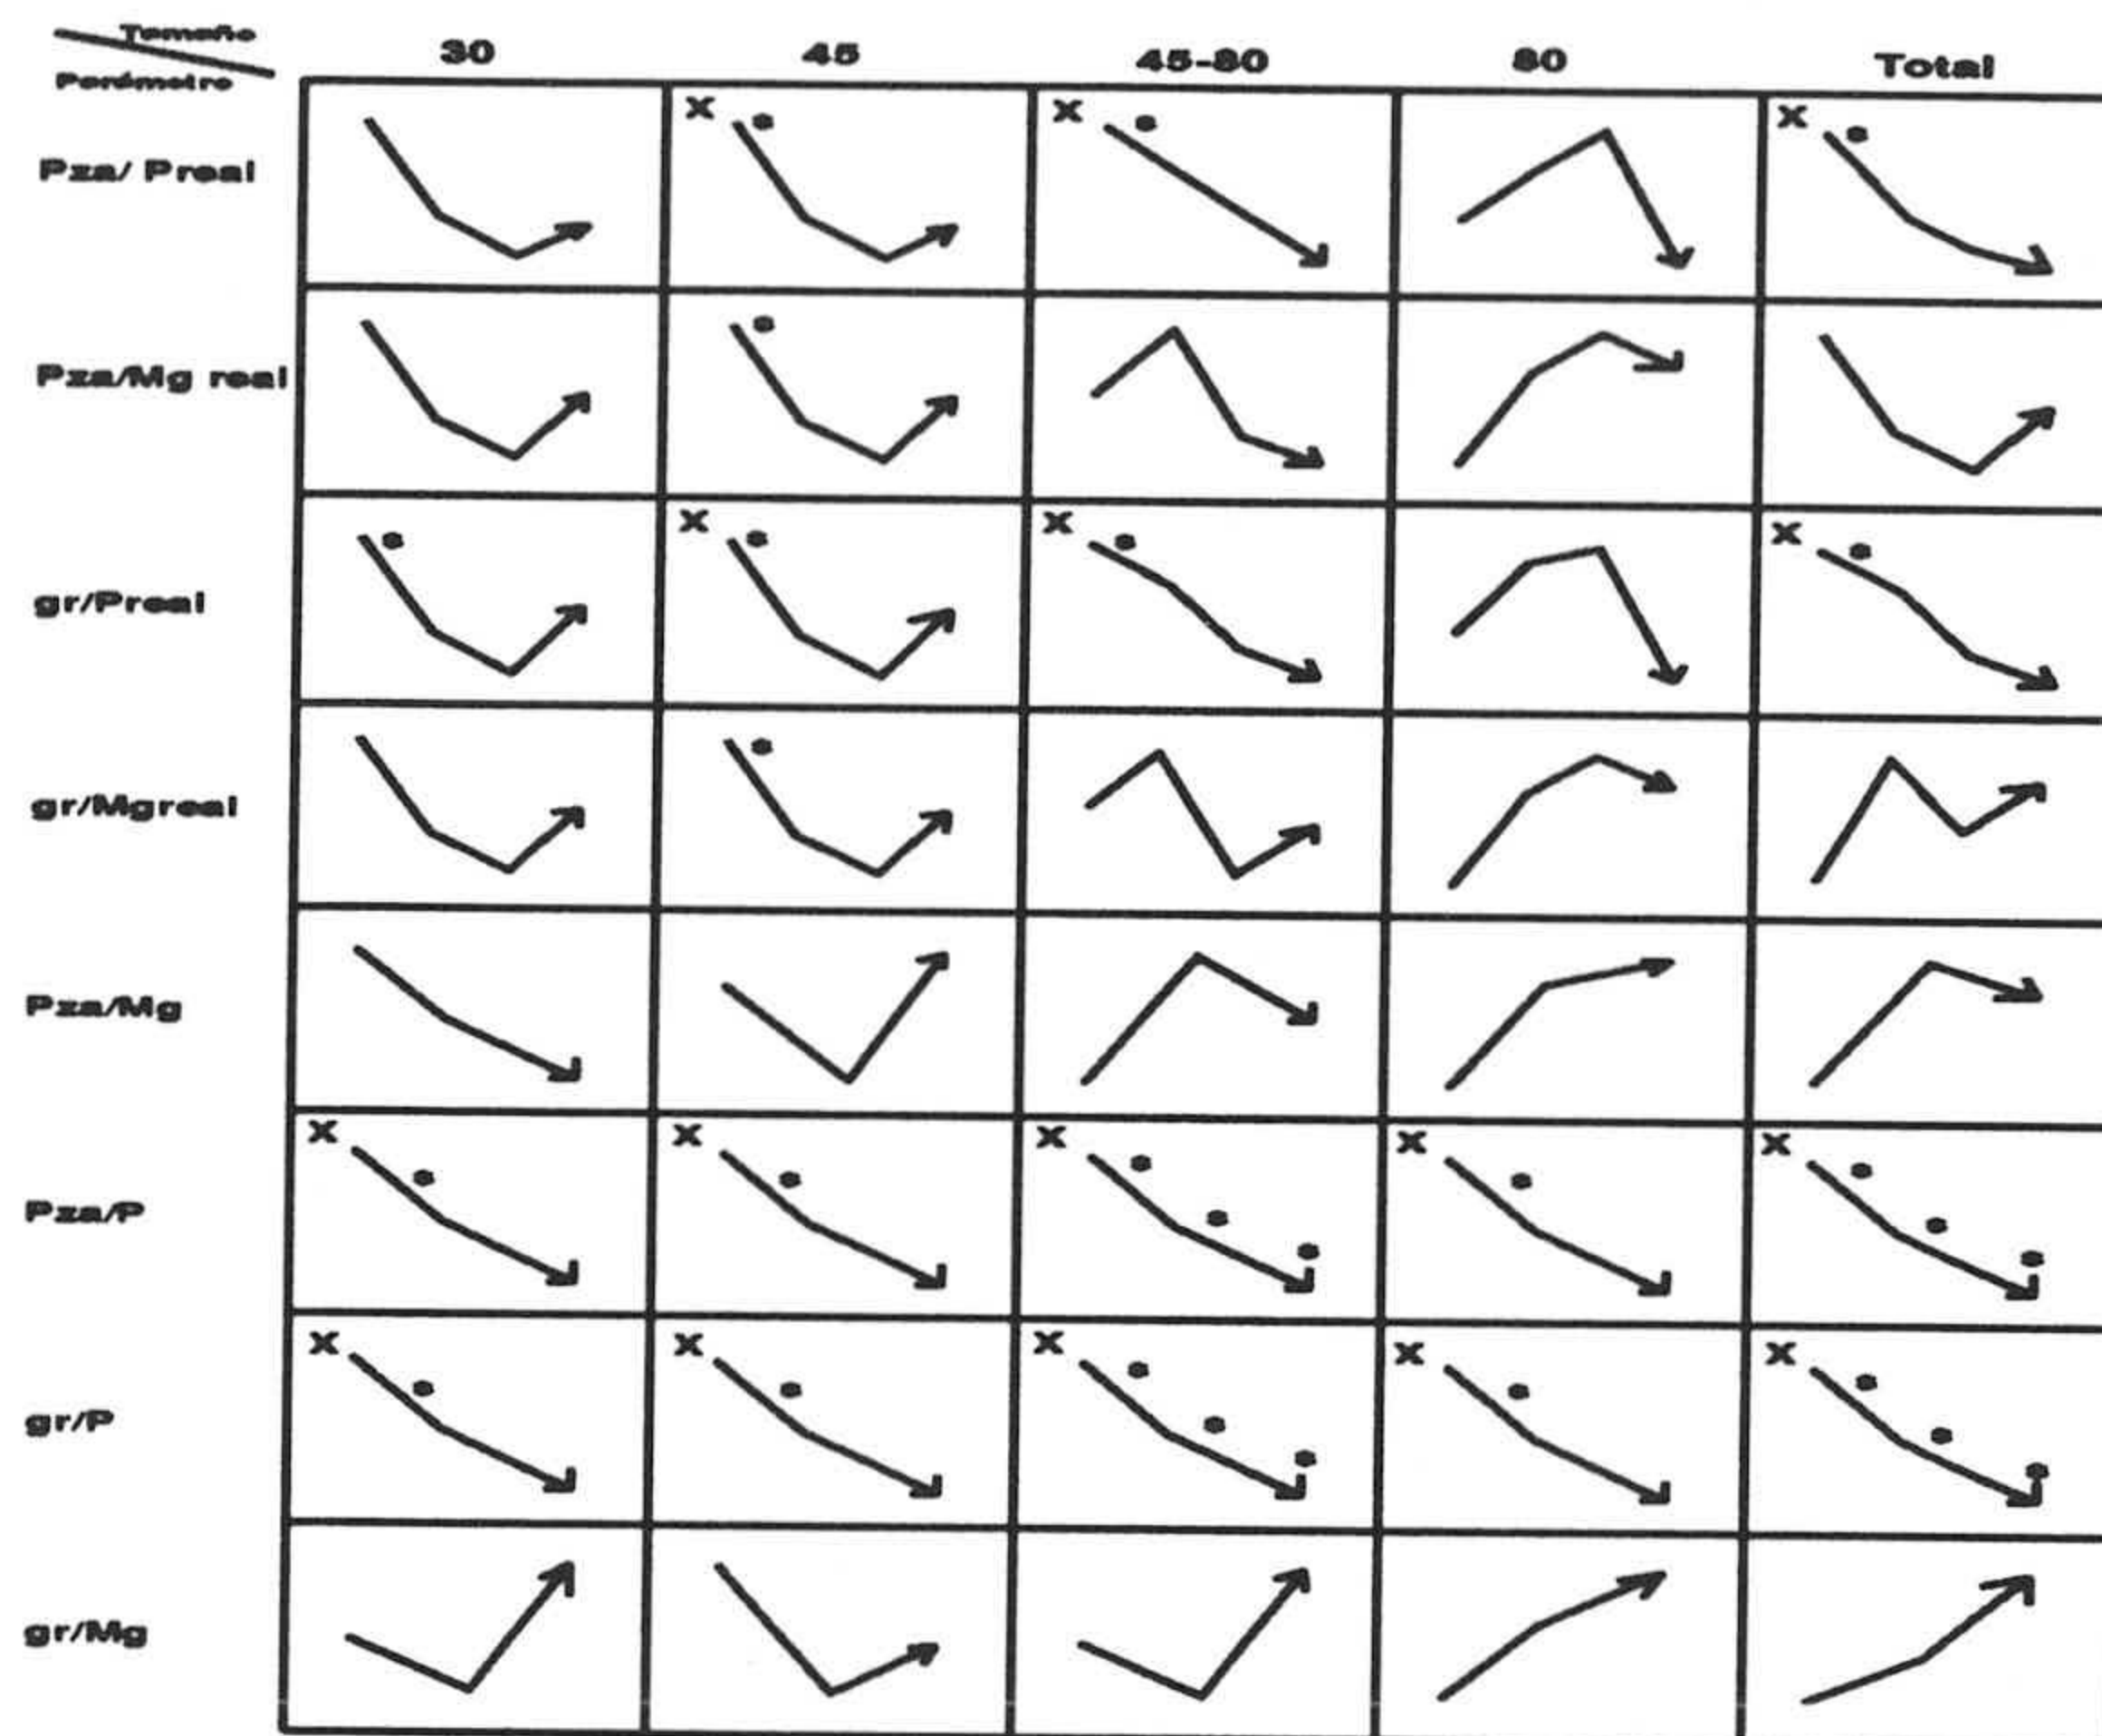 Tamaño
Parámetro
30 45 45-80 80 Total
Pza/ Preal
X X X
Pza/Mg real
gr/Preal
X X X
gr/Mgreal
Pza/Mg
X X X X X
Pza/P
X X X X X
gr/P
gr/Mg